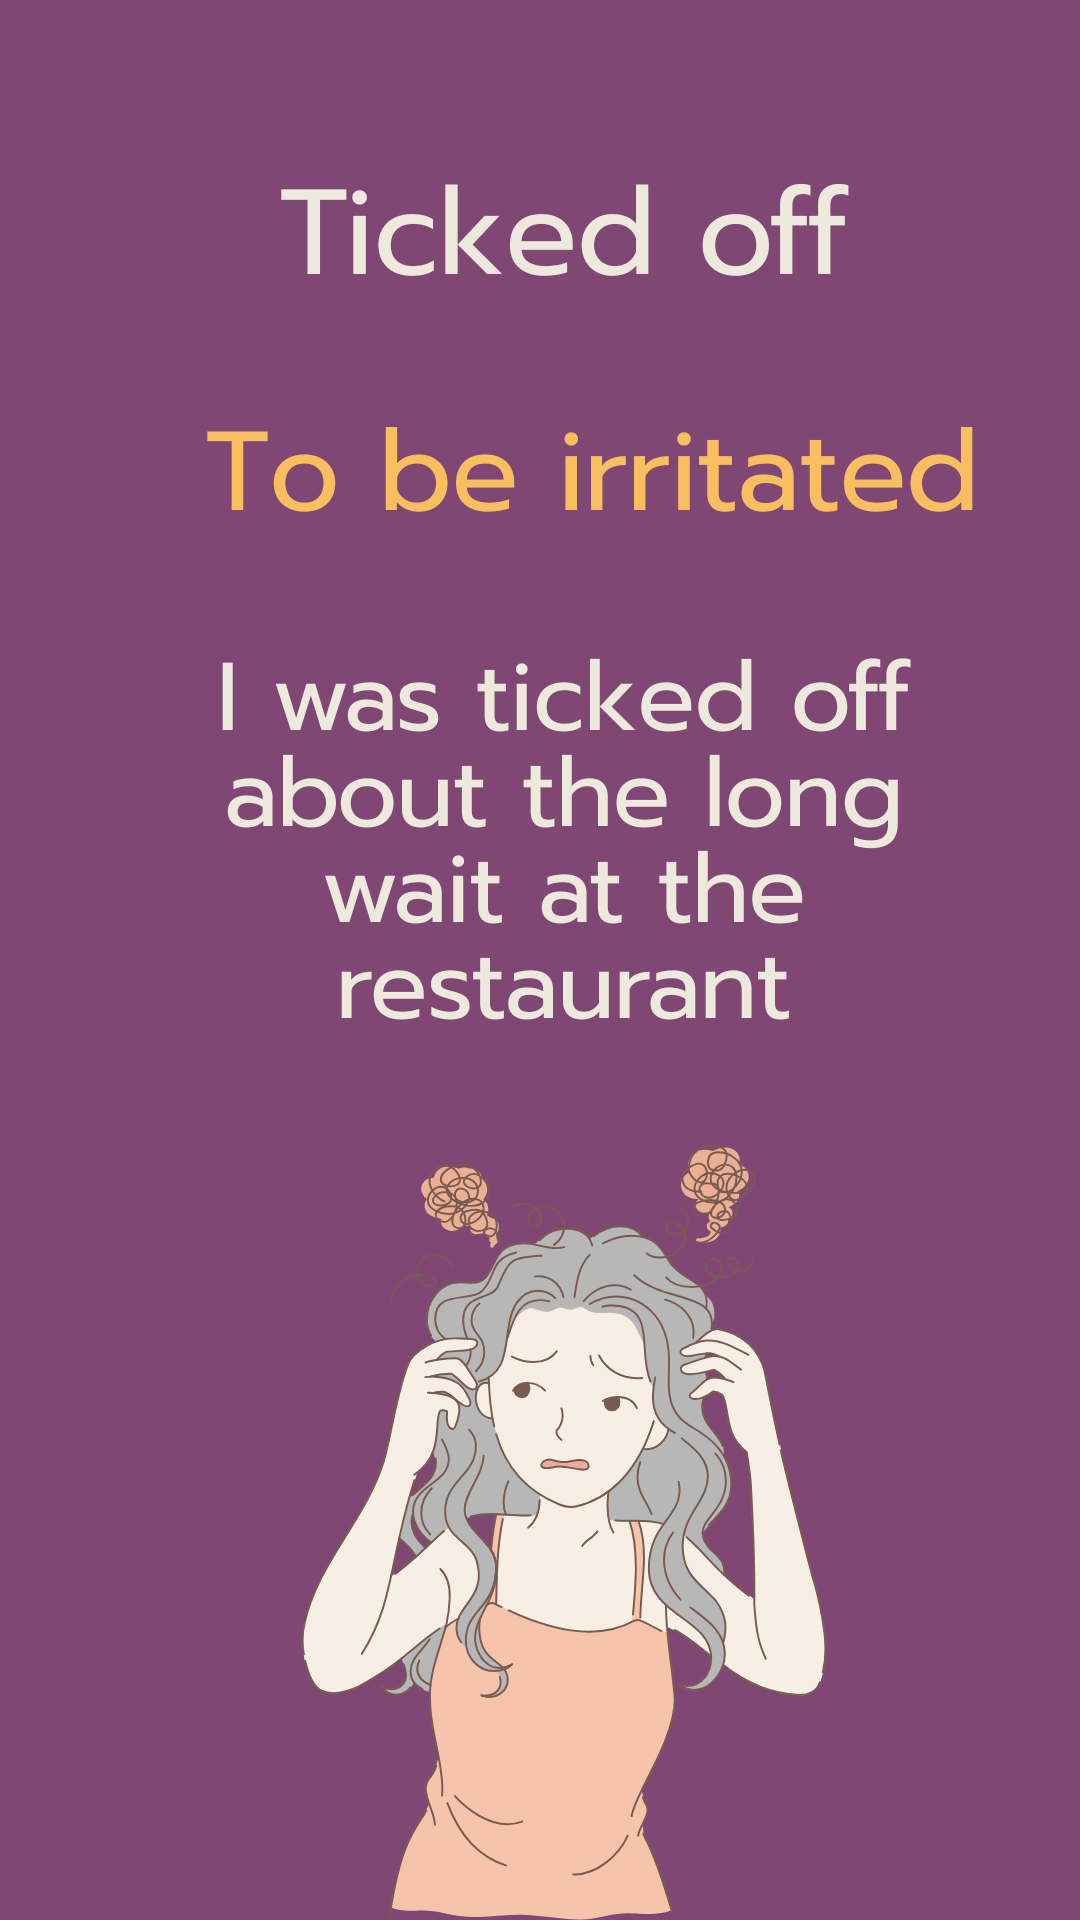 Ticked off
To be irritated
I was ticked off
about the long
wait at the
restaurant